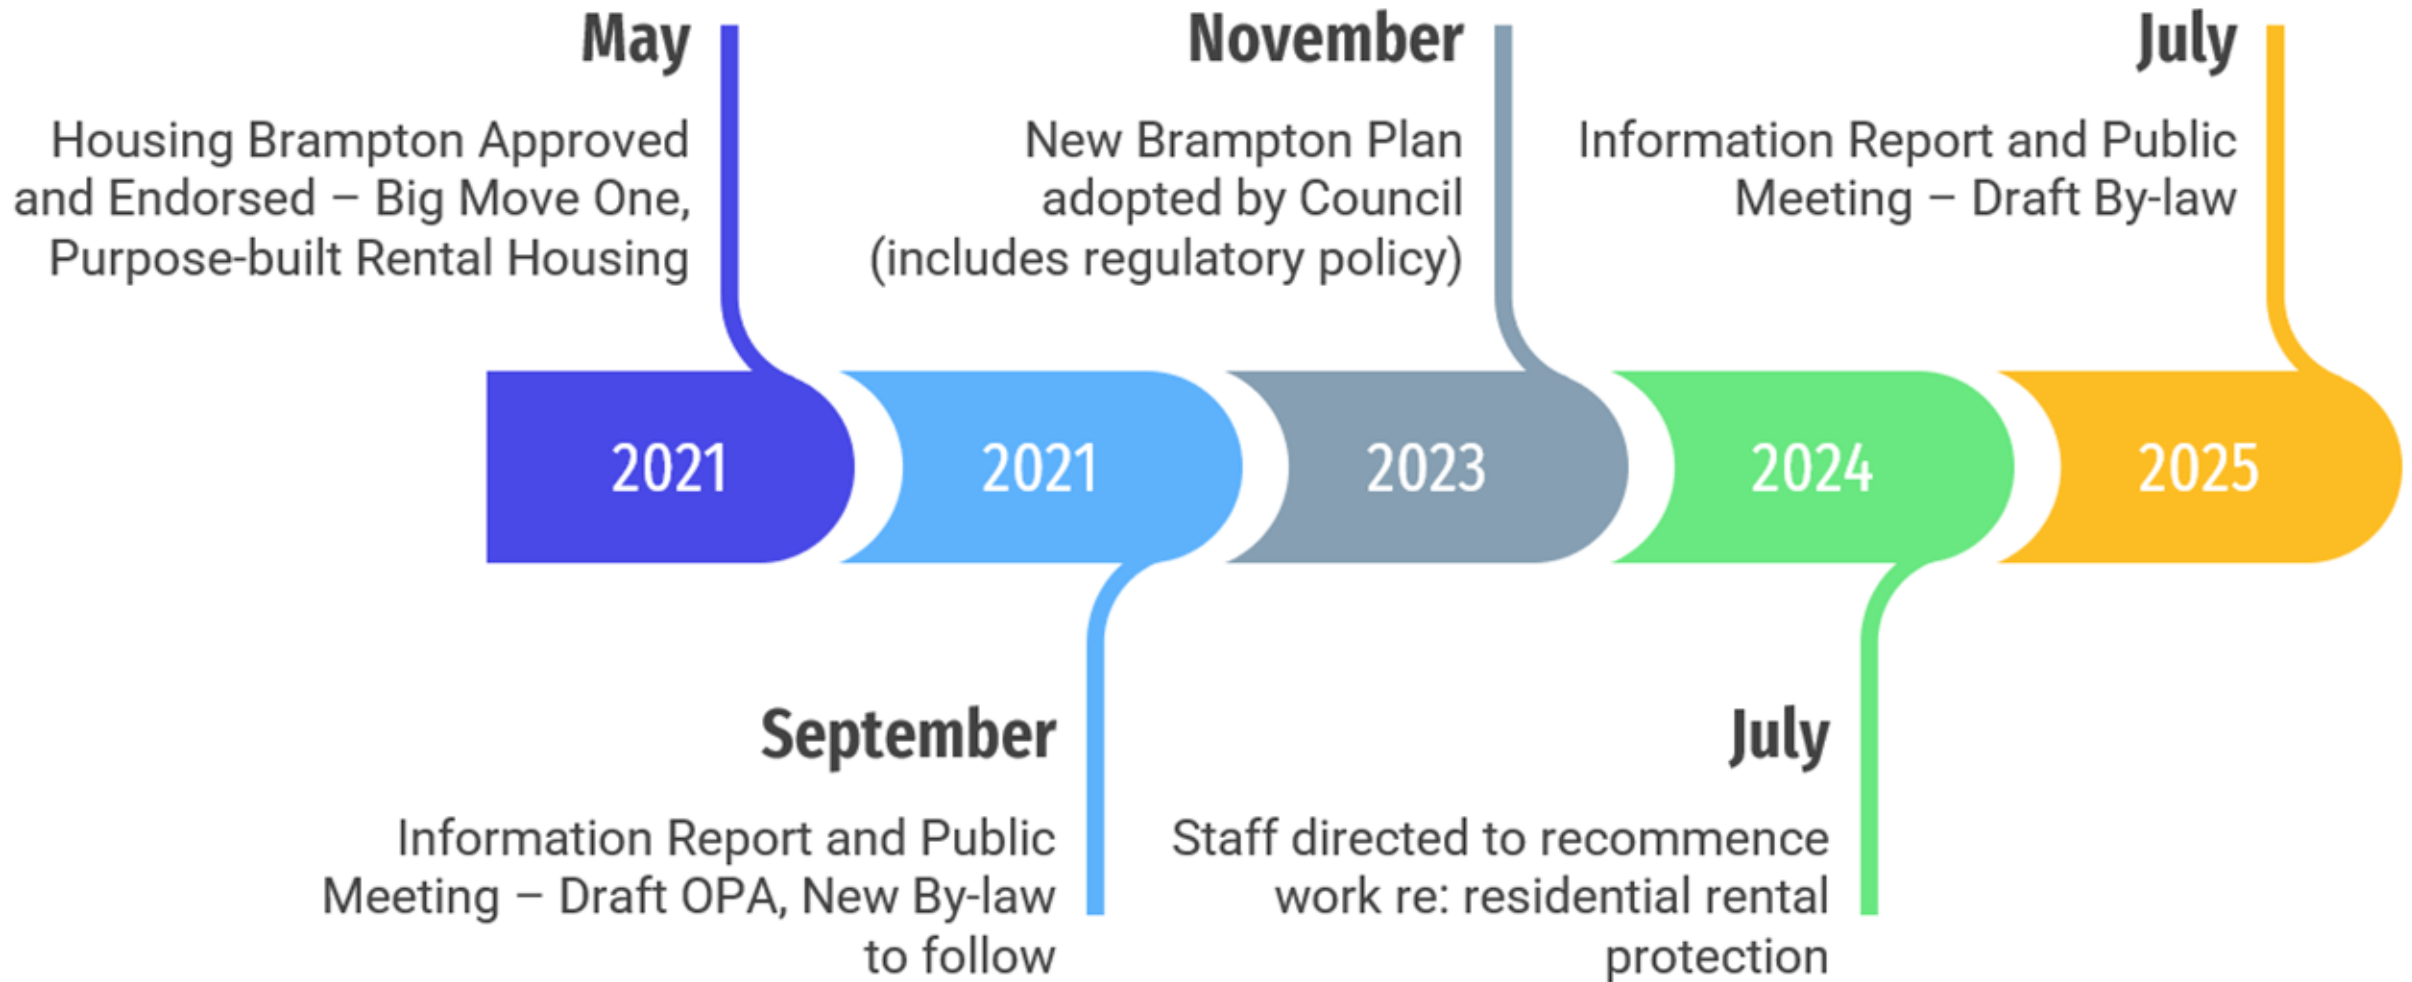 May
Housing Brampton Approved
and Endorsed – Big Move One,
Purpose-built Rental Housing
November
New Brampton Plan
adopted by Council
(includes regulatory policy)
July
Information Report and Public
Meeting – Draft By-law
2021
2021
2023
2024
2025
September
Information Report and Public
Meeting – Draft OPA, New By-law
to follow
July
Staff directed to recommence
work re: residential rental
protection